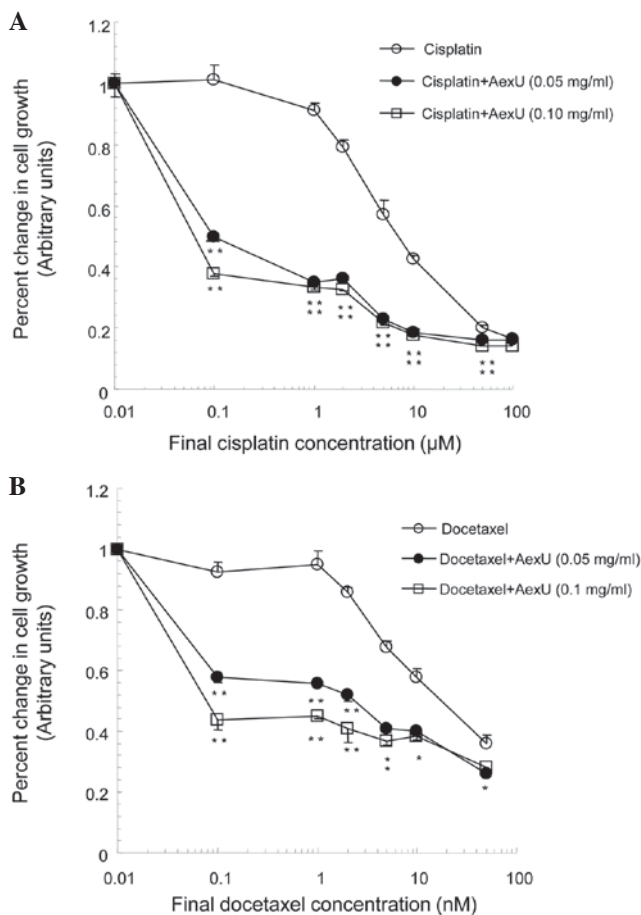 A
1.2
1
0.8
0.6
0.4
0.2
0
Percent change in cell growth
(Arbitrary units)
Cisplatin
Cisplatin+AexU (0.05 mg/ml)
Cisplatin+AexU (0.10 mg/ml)
**
**
** ** ** ** ** **
** ** ** ** **
0.01 0.1 1 10 100
Final cisplatin concentration (μM)
B
1.2
1
0.8
0.6
0.4
0.2
0
Percent change in cell growth
(Arbitrary units)
Docetaxel
Docetaxel+AexU (0.05 mg/ml)
Docetaxel+AexU (0.1 mg/ml)
** ** **
** ** ** ** * *
0.01 0.1 1 10 100
Final docetaxel concentration (nM)